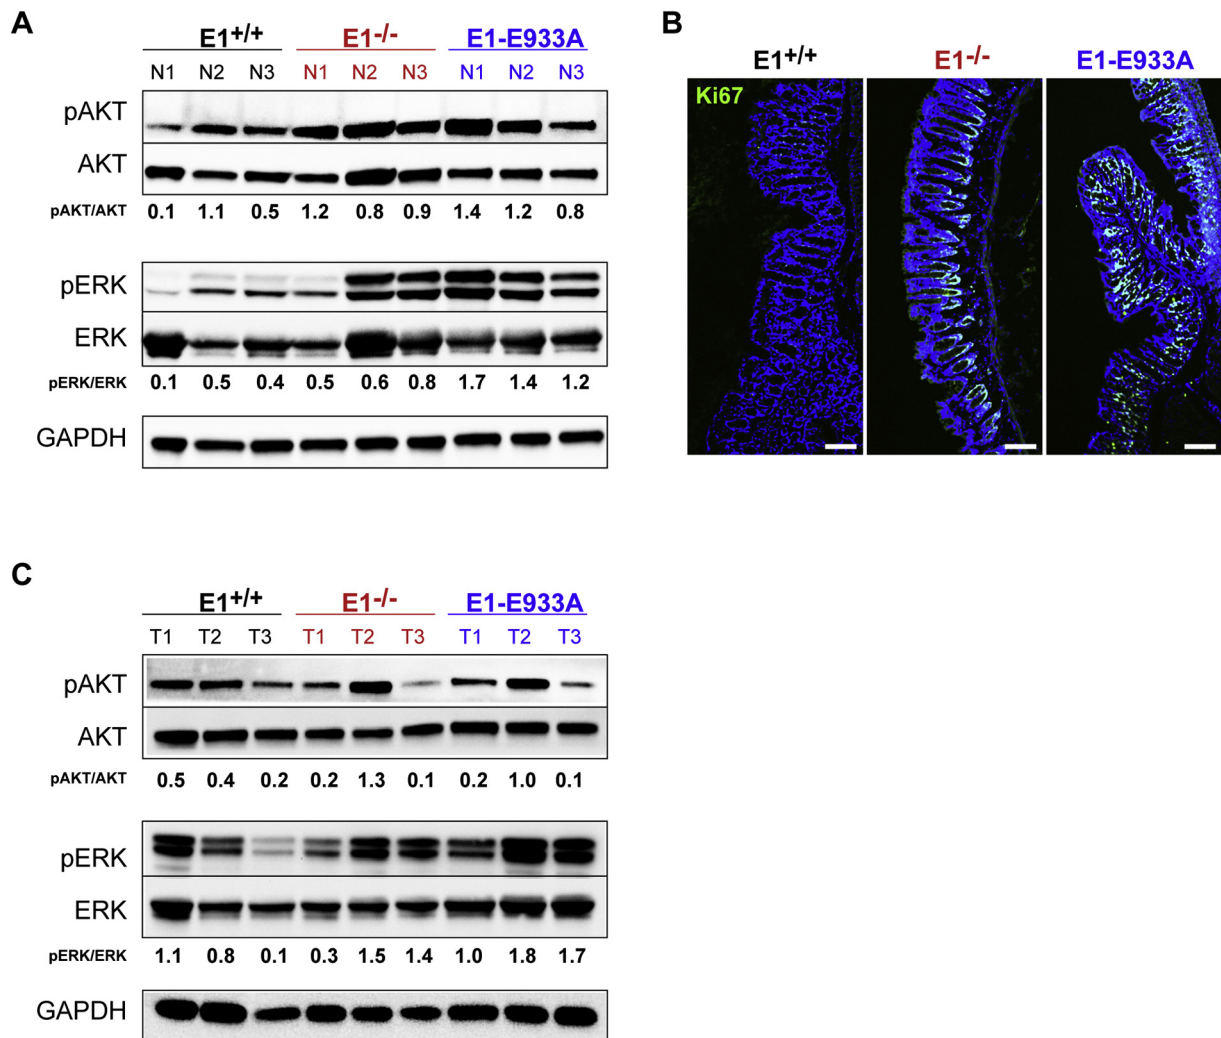 A
E1+/+ E1-/- E1-E933A
N1 N2 N3 N1 N2 N3 N1 N2 N3
pAKT
AKT
pAKT/AKT 0.1 1.1 0.5 1.2 0.8 0.9 1.4 1.2 0.8
pERK
ERK
pERK/ERK 0.1 0.5 0.4 0.5 0.6 0.8 1.7 1.4 1.2
GAPDH
B
E1+/+ E1-/- E1-E933A
Ki67
C
E1+/+ E1-/- E1-E933A
T1 T2 T3 T1 T2 T3 T1 T2 T3
pAKT
AKT
pAKT/AKT 0.5 0.4 0.2 0.2 1.3 0.1 0.2 1.0 0.1
pERK
ERK
pERK/ERK 1.1 0.8 0.1 0.3 1.5 1.4 1.0 1.8 1.7
GAPDH